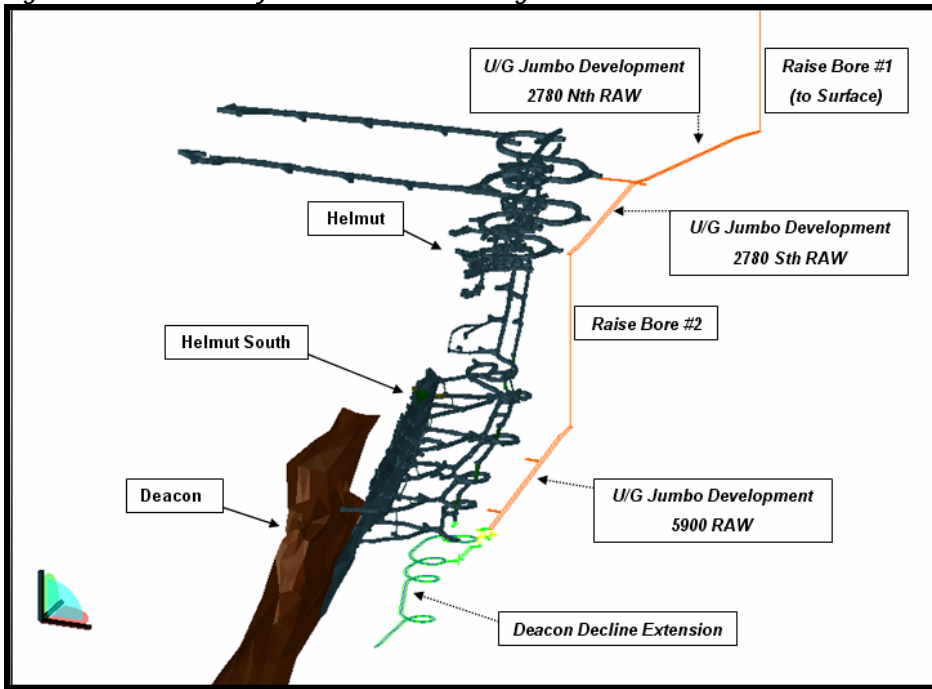 U/G Jumbo Development
2780 Nth RAW
Raise Bore #1
(to Surface)
Helmut
U/G Jumbo Development
2780 Sth RAW
Raise Bore #2
Helmut South
Deacon
U/G Jumbo Development
5900 RAW
Deacon Decline Extension